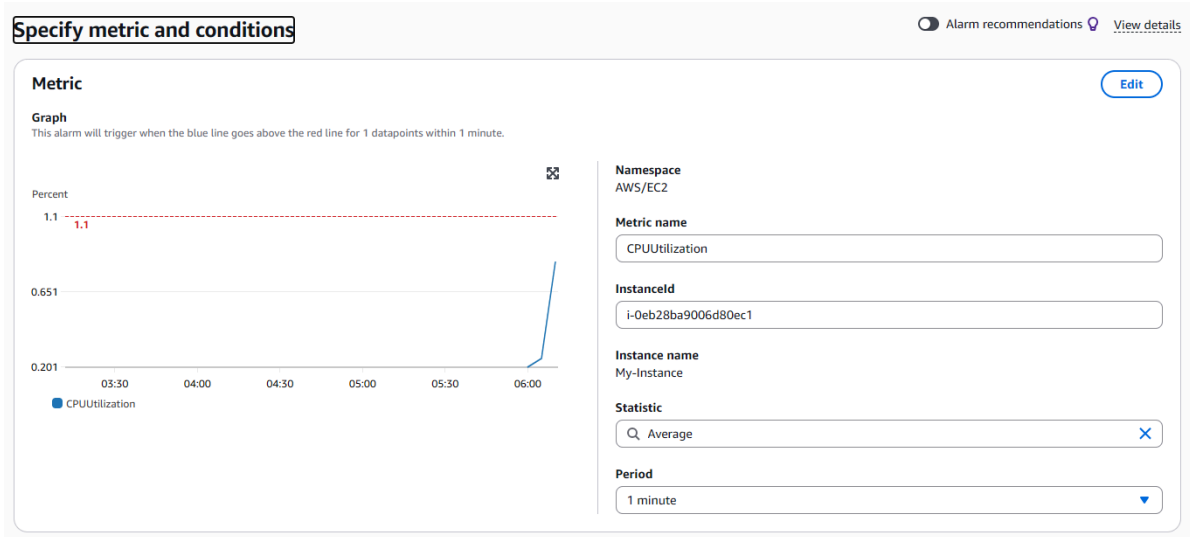 Specify metric and conditions
Alarm recommendations
View details
Metric
Edit
Graph
This alarm will trigger when the blue line goes above the red line for 1 datapoints within 1 minute.
Percent
1.1
1.1
0.651
0.201
03:30 04:00 04:30 05:00 05:30 06:00
CPUUtilization
Namespace
AWS/EC2
Metric name
CPUUtilization
InstanceId
i-0eb28ba9006d80ec1
Instance name
My-Instance
Statistic
Average
Period
1 minute